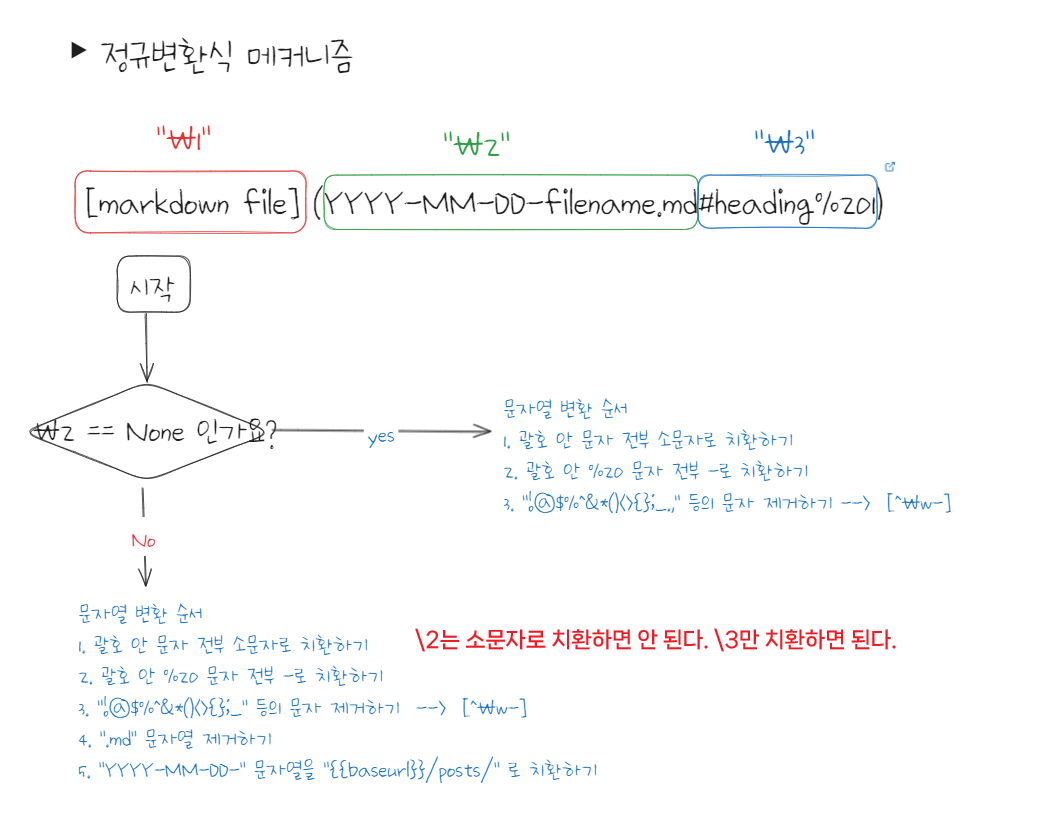 ▶ 정규변환식 메커니즘
"₩1" "₩2" "₩3"
[markdown file] (YYYY-MM-DD-filename.md#heading%201)
시작
₩2 == None 인가요?
yes
문자열 변환 순서
1. 괄호 안 문자 전부 소문자로 치환하기
2. 괄호 안 %20 문자 전부 -로 치환하기
3. "!@$%^&*()<>{};_.," 등의 문자 제거하기 --> [^₩w-]
No
문자열 변환 순서
1. 괄호 안 문자 전부 소문자로 치환하기
\2는 소문자로 치환하면 안 된다. \3만 치환하면 된다.
2. 괄호 안 %20 문자 전부 -로 치환하기
3. "!@$%^&*()<>{};_" 등의 문자 제거하기 --> [^₩w-]
4. ".md" 문자열 제거하기
5. "YYYY-MM-DD-" 문자열을 "{{baseurl}}/posts/" 로 치환하기